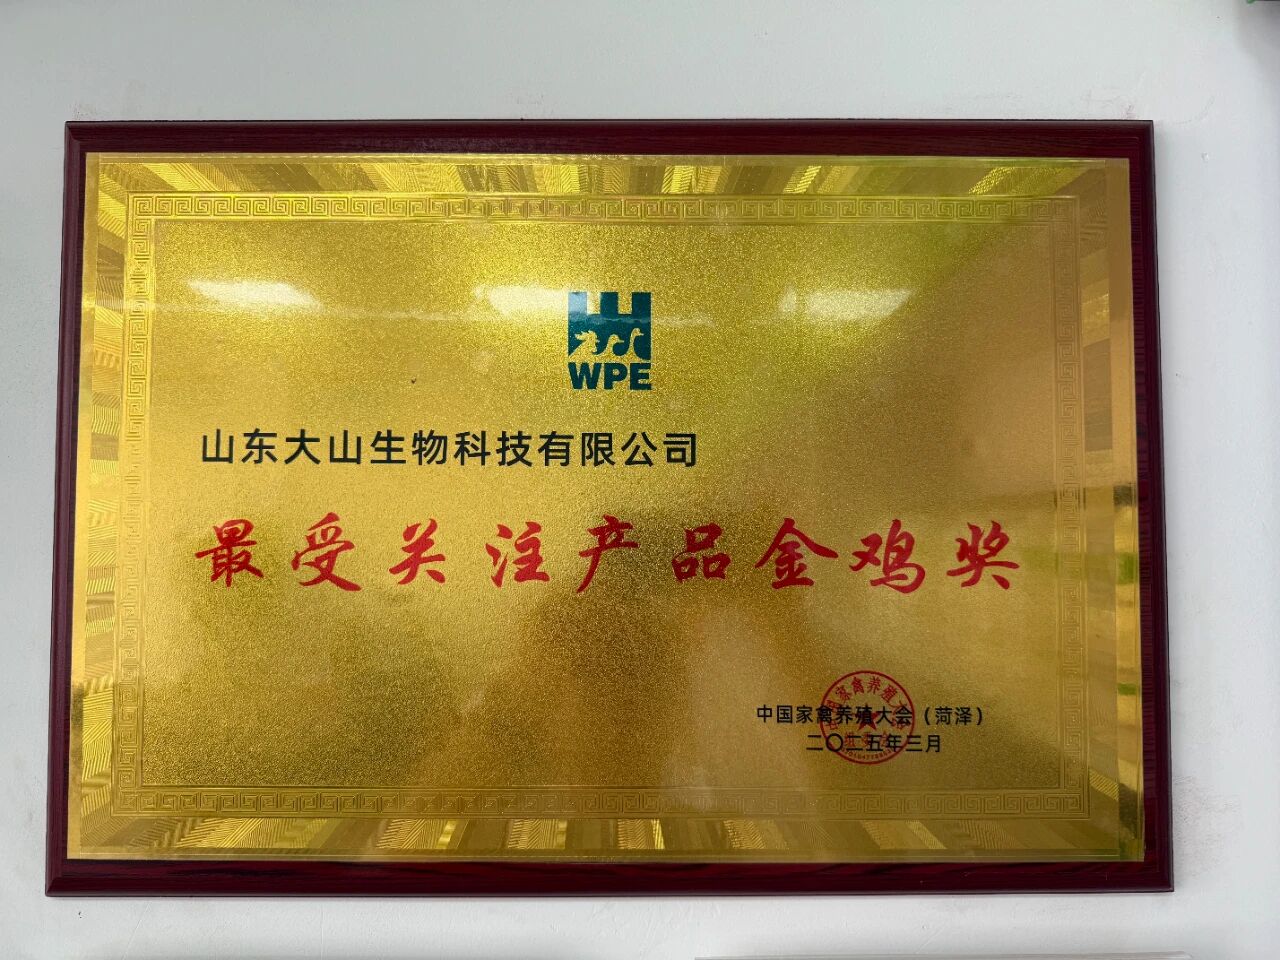 WPE
山东大山生物科技有限公司
最受关注产品金鸡奖
中国家禽养殖大会（菏泽）
二〇二五年三月